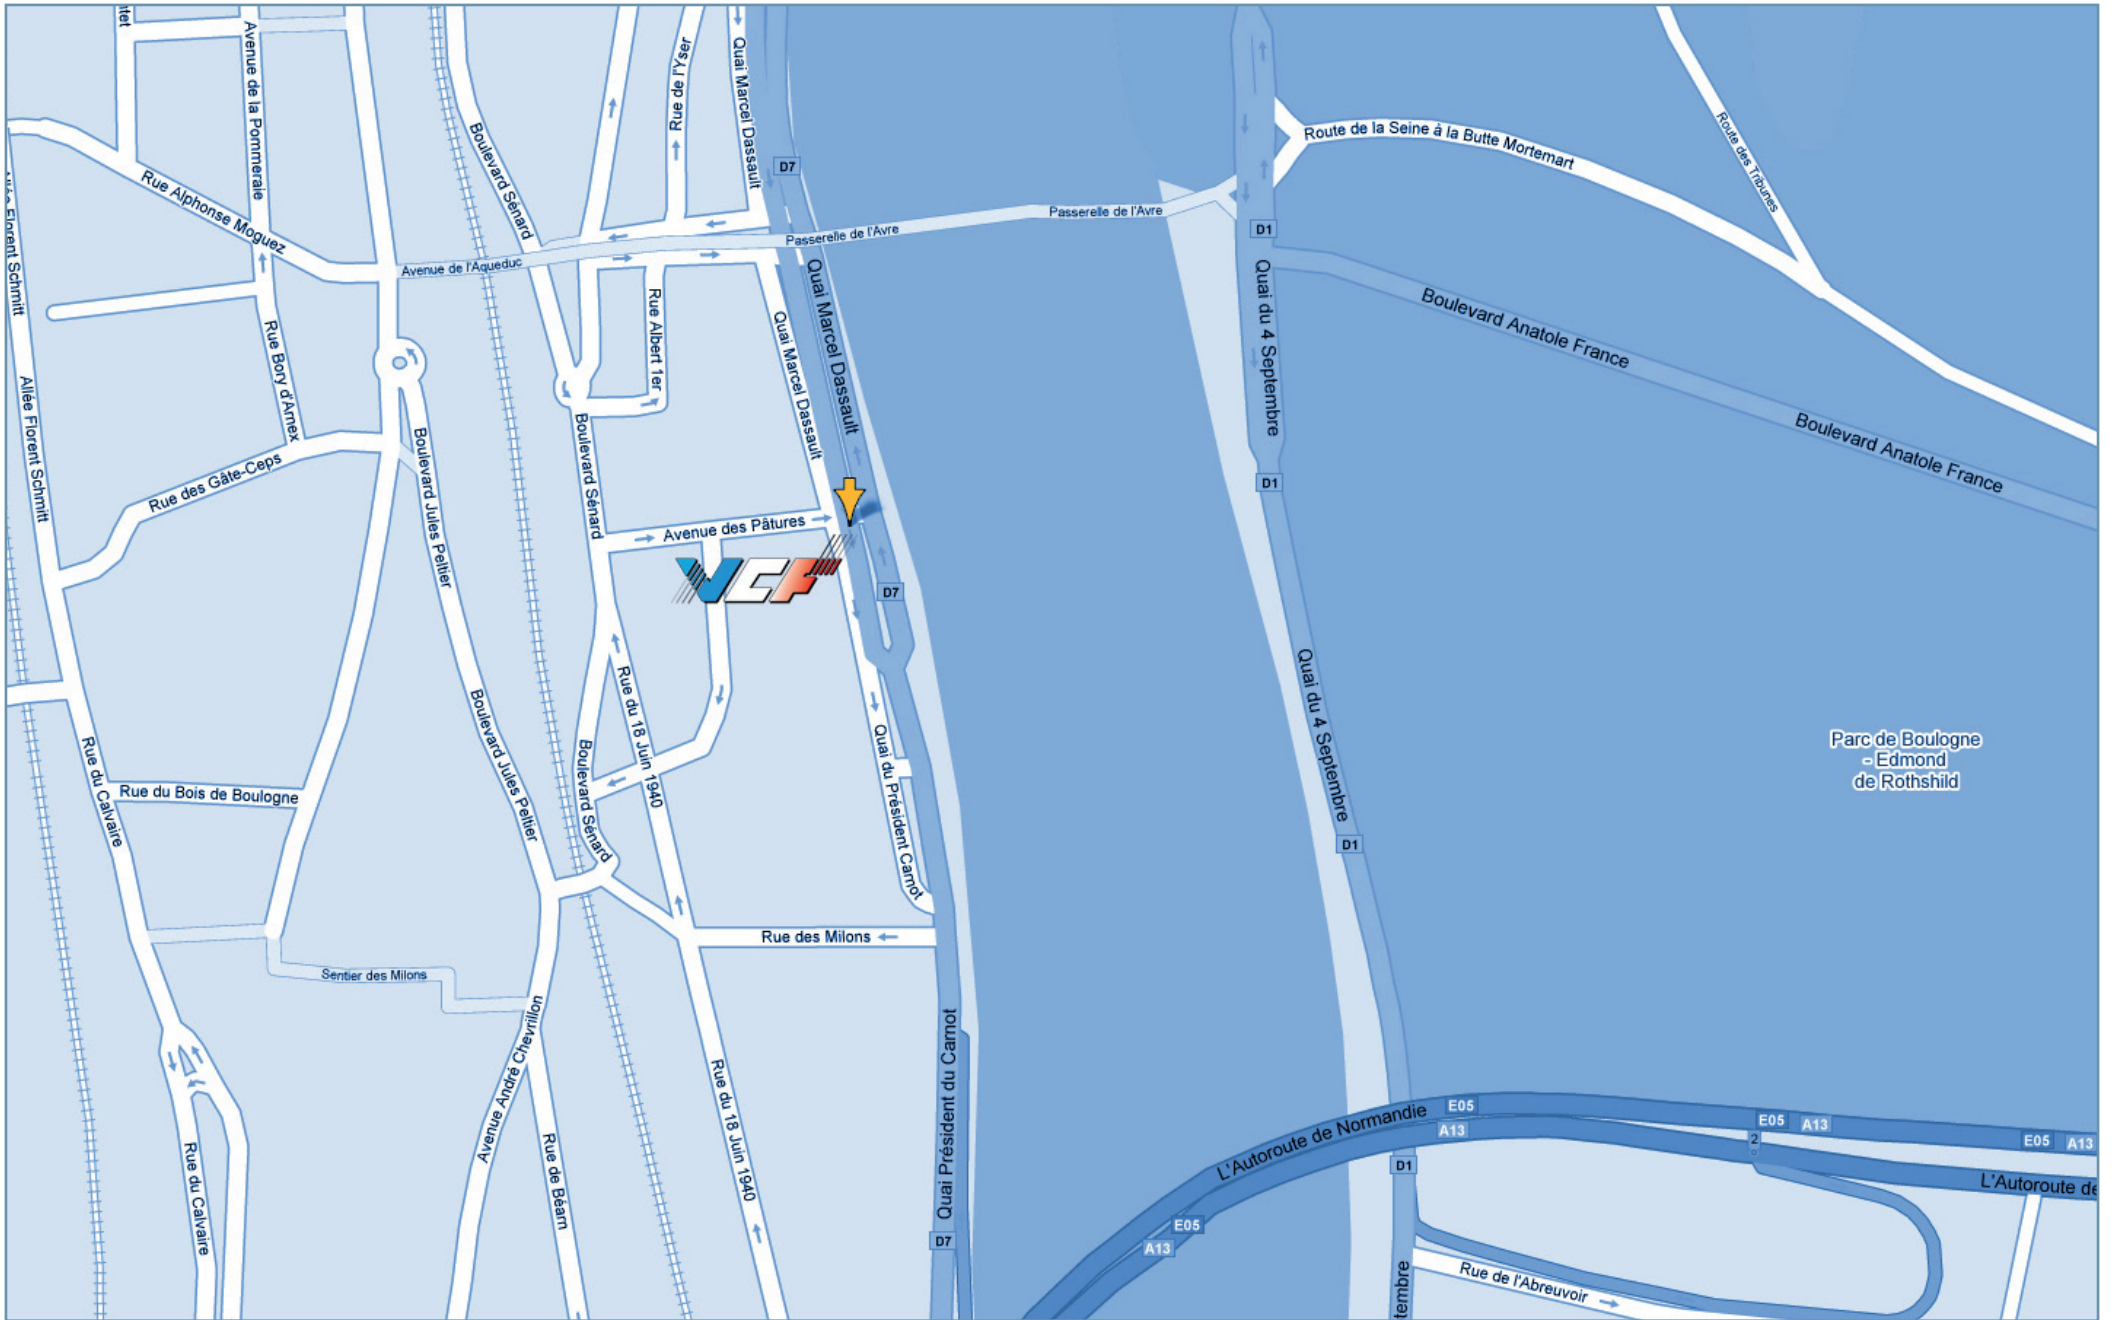 Avenue de la Pommeraie
Boulevard Sénard
Rue de l'Yser
Quai Marcel Dassault
D7
Route de la Seine à la Butte Mortemart
Route des Tribunes
Rue Alphonse Moguez
Allée Florent Schmitt
Passerelle de l'Avre
Passerelle de l'Avre
D1
Avenue de l'Aqueduc
Quai Marcel Dassault
Quai du 4 Septembre
Boulevard Anatole France
Rue Albert 1er
Quai Marcel Dassault
Rue Bory d'Arnex
Allée Florent Schmitt
Boulevard Anatole France
Boulevard Jules Peltier
Boulevard Sénard
Rue des Gâte-Ceps
D1
Avenue des Pâtures
VCF
D7
Quai du 4 Septembre
Rue du 18 Juin 1940
Boulevard Jules Peltier
Quai du Président Carnot
Parc de Boulogne
- Edmond
de Rothshild
Rue du Calvaire
Boulevard Sénard
Rue du Bois de Boulogne
D1
Rue des Milons
Sentier des Milons
Avenue André Chevrillon
Quai Président du Carnot
Rue du 18 Juin 1940
L'Autoroute de Normandie
E05
A13
E05
A13
E05
A13
2
D1
Rue du Calvaire
Rue de Béarn
L'Autoroute de
E05
A13
D7
Rue de l'Abreuvoir
tembre